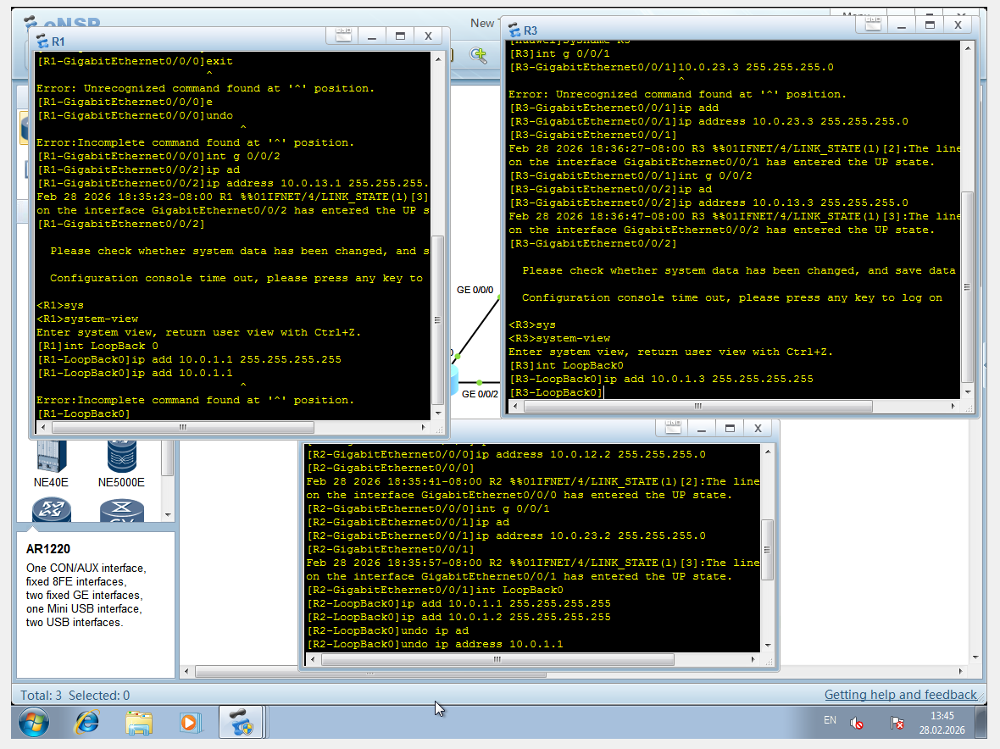 eNSP
New
Menu
R1
[R1-GigabitEthernet0/0/0]exit
^
Error: Unrecognized command found at '^' position.
[R1-GigabitEthernet0/0/0]e
[R1-GigabitEthernet0/0/0]undo
^
Error:Incomplete command found at '^' position.
[R1-GigabitEthernet0/0/0]int g 0/0/2
[R1-GigabitEthernet0/0/2]ip ad
[R1-GigabitEthernet0/0/2]ip address 10.0.13.1 255.255.255.
Feb 28 2026 18:35:23-08:00 R1 %%01IFNET/4/LINK_STATE(l)[3]
on the interface GigabitEthernet0/0/2 has entered the UP s
[R1-GigabitEthernet0/0/2]
Please check whether system data has been changed, and s
Configuration console time out, please press any key to
<R1>sys
<R1>system-view
Enter system view, return user view with Ctrl+Z.
[R1]int LoopBack 0
[R1-LoopBack0]ip add 10.0.1.1 255.255.255.255
[R1-LoopBack0]ip add 10.0.1.1
^
Error:Incomplete command found at '^' position.
[R1-LoopBack0]
R3
[Huawei]sysname R3
[R3]int g 0/0/1
[R3-GigabitEthernet0/0/1]10.0.23.3 255.255.255.0
^
Error: Unrecognized command found at '^' position.
[R3-GigabitEthernet0/0/1]ip add
[R3-GigabitEthernet0/0/1]ip address 10.0.23.3 255.255.255.0
[R3-GigabitEthernet0/0/1]
Feb 28 2026 18:36:27-08:00 R3 %%01IFNET/4/LINK_STATE(l)[2]:The line
on the interface GigabitEthernet0/0/1 has entered the UP state.
[R3-GigabitEthernet0/0/1]int g 0/0/2
[R3-GigabitEthernet0/0/2]ip ad
[R3-GigabitEthernet0/0/2]ip address 10.0.13.3 255.255.255.0
Feb 28 2026 18:36:47-08:00 R3 %%01IFNET/4/LINK_STATE(l)[3]:The line
on the interface GigabitEthernet0/0/2 has entered the UP state.
[R3-GigabitEthernet0/0/2]
Please check whether system data has been changed, and save data
Configuration console time out, please press any key to log on
<R3>sys
<R3>system-view
Enter system view, return user view with Ctrl+Z.
[R3]int LoopBack0
[R3-LoopBack0]ip add 10.0.1.3 255.255.255.255
[R3-LoopBack0]
GE 0/0/0
GE 0/0/2
[R2-GigabitEthernet0/0/0]ip address 10.0.12.2 255.255.255.0
[R2-GigabitEthernet0/0/0]
Feb 28 2026 18:35:41-08:00 R2 %%01IFNET/4/LINK_STATE(l)[2]:The line
on the interface GigabitEthernet0/0/0 has entered the UP state.
[R2-GigabitEthernet0/0/0]int g 0/0/1
[R2-GigabitEthernet0/0/1]ip ad
[R2-GigabitEthernet0/0/1]ip address 10.0.23.2 255.255.255.0
[R2-GigabitEthernet0/0/1]
Feb 28 2026 18:35:57-08:00 R2 %%01IFNET/4/LINK_STATE(l)[3]:The line
on the interface GigabitEthernet0/0/1 has entered the UP state.
[R2-GigabitEthernet0/0/1]int LoopBack0
[R2-LoopBack0]ip add 10.0.1.1 255.255.255.255
[R2-LoopBack0]ip add 10.0.1.2 255.255.255.255
[R2-LoopBack0]undo ip ad
[R2-LoopBack0]undo ip address 10.0.1.1
NE40E
NE5000E
AR1220
One CON/AUX interface,
fixed 8FE interfaces,
two fixed GE interfaces,
one Mini USB interface,
two USB interfaces.
Total: 3 Selected: 0
Getting help and feedback
EN
13:45
28.02.2026